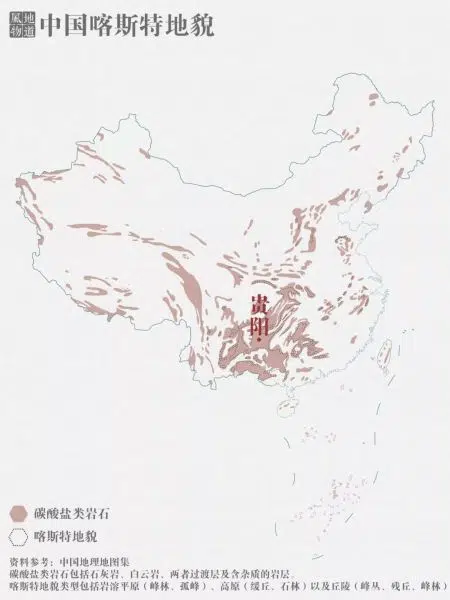 地道風物
中国喀斯特地貌
贵阳
碳酸盐类岩石
喀斯特地貌
资料参考：中国地理地图集
碳酸盐类岩石包括石灰岩、白云岩、两者过渡层及含杂质的岩层
喀斯特地貌类型包括岩溶平原（峰林、孤峰）、高原（缓丘、石林）以及丘陵（峰丛、残丘、峰林）